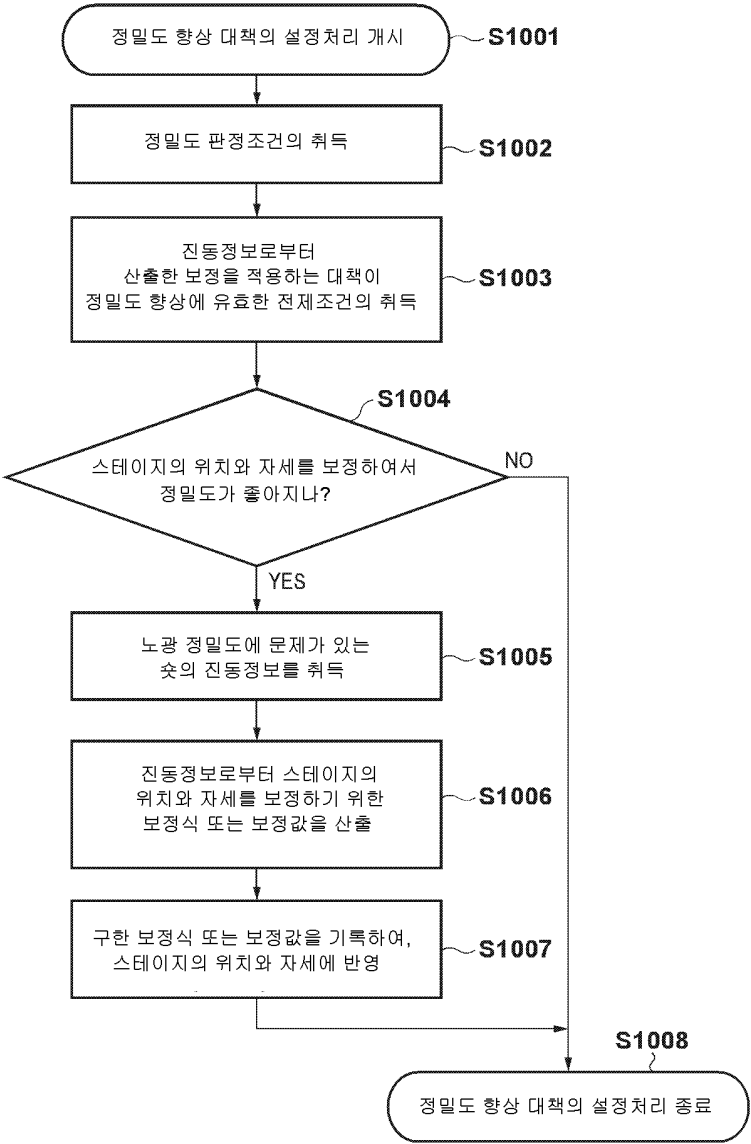 정밀도 향상 대책의 설정처리 개시
S1001
정밀도 판정조건의 취득
S1002
진동정보로부터
산출한 보정을 적용하는 대책이
정밀도 향상에 유효한 전제조건의 취득
S1003
S1004
스테이지의 위치와 자세를 보정하여서
정밀도가 좋아지나?
NO
YES
노광 정밀도에 문제가 있는
숏의 진동정보를 취득
S1005
진동정보로부터 스테이지의
위치와 자세를 보정하기 위한
보정식 또는 보정값을 산출
S1006
구한 보정식 또는 보정값을 기록하여,
스테이지의 위치와 자세에 반영
S1007
S1008
정밀도 향상 대책의 설정처리 종료